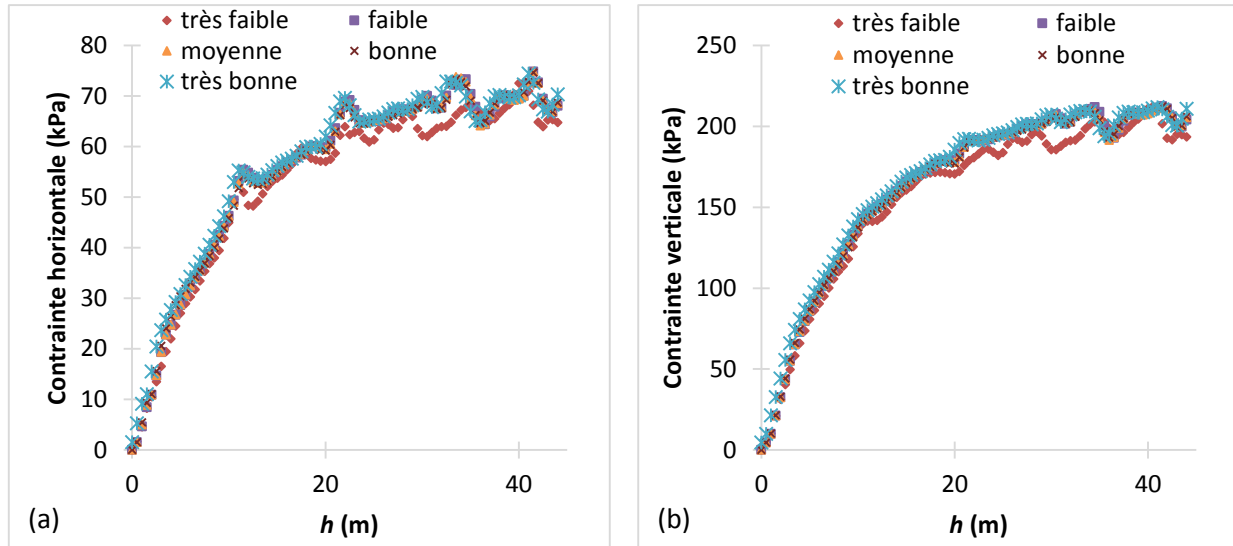 très faible faible
moyenne bonne
très bonne
80
70
60
50
40
30
20
10
0
Contrainte horizontale (kPa)
0 20 40
h (m)
(a)
très faible faible
moyenne bonne
très bonne
250
200
150
100
50
0
Contrainte verticale (kPa)
0 20 40
h (m)
(b)